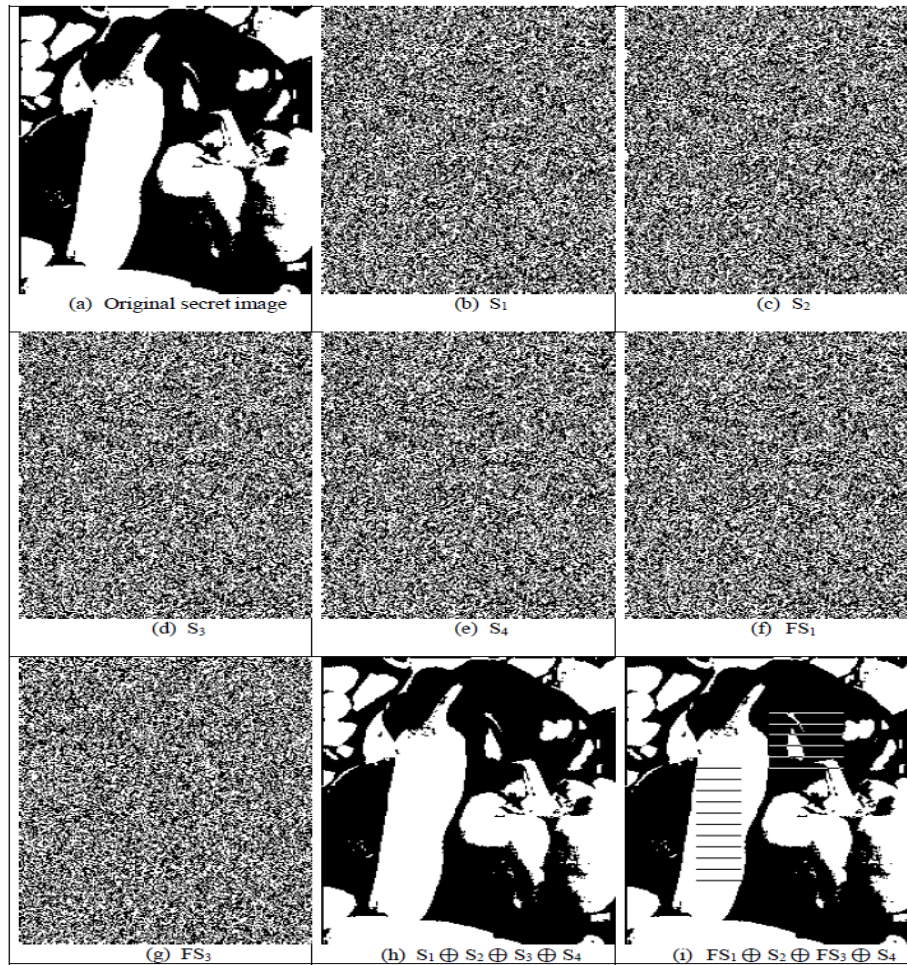 (a) Original secret image
(b) S₁
(c) S₂
(d) S₃
(e) S₄
(f) FS₁
(g) FS₃
(h) S₁ ⊕ S₂ ⊕ S₃ ⊕ S₄
(i) FS₁ ⊕ S₂ ⊕ FS₃ ⊕ S₄